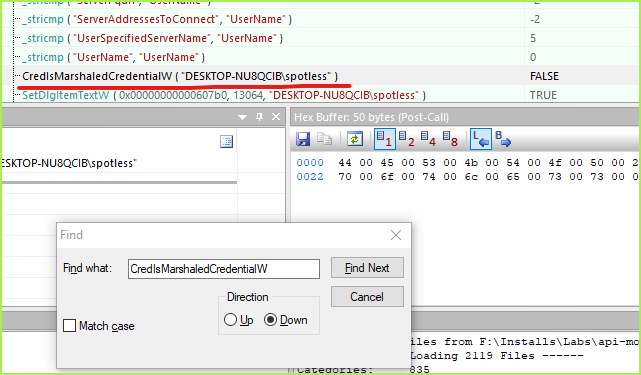 _stricmp ( "ServerAddressesToConnect", "UserName" ) -2
_stricmp ( "UserSpecifiedServerName", "UserName" ) 5
_stricmp ( "UserName", "UserName" ) 0
CredIsMarshaledCredentialW ( "DESKTOP-NU8QCIB\spotless" ) FALSE
SetDlgItemTextW ( 0x00000000000607b0, 13064, "DESKTOP-NU8QCIB\spotless" ) TRUE
Hex Buffer: 50 bytes (Post-Call)
1 2 4 8 L B
ESKTOP-NU8QCIB\spotless"
0000 44 00 45 00 53 00 4b 00 54 00 4f 00 50 00 2
0022 70 00 6f 00 74 00 6c 00 65 00 73 00 73 00 0
Find
Find what: CredIsMarshaledCredentialW Find Next
Direction Cancel
Match case Up Down
iles from F:\Installs\Labs\api-mo
Loading 2119 Files ------
Categories: 835